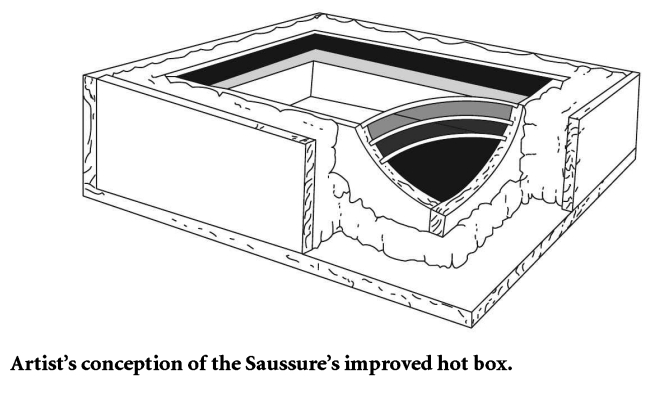 Artist's conception of the Saussure's improved hot box.